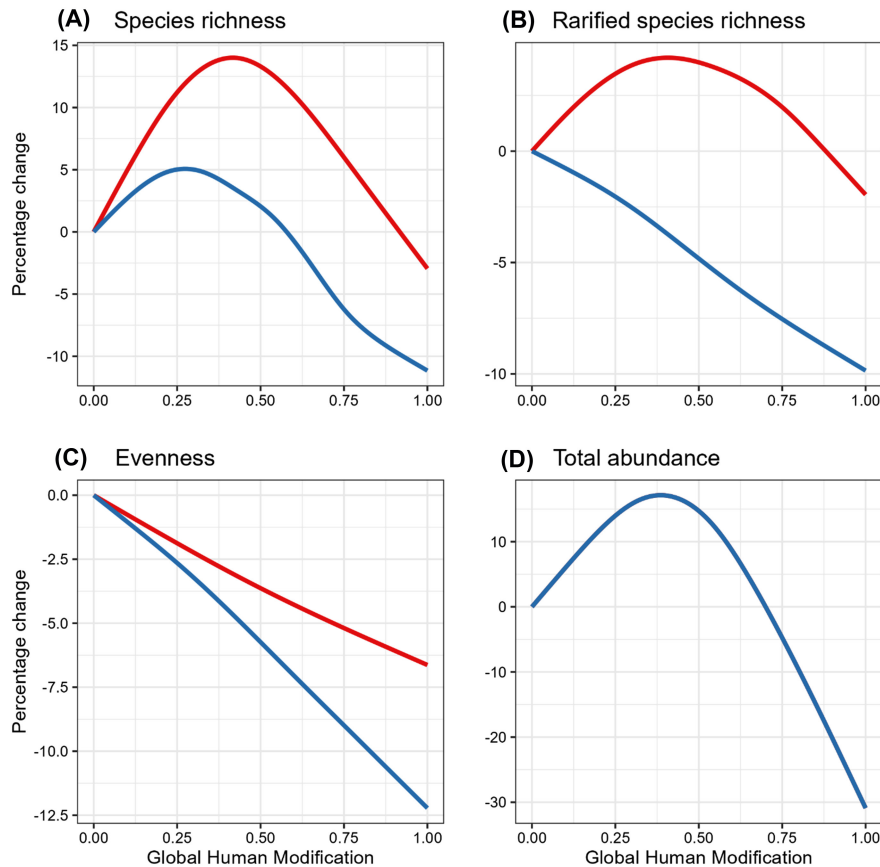 (A) Species richness
15
10
5
0
-5
-10
Percentage change
0.00 0.25 0.50 0.75 1.00
(B) Rarified species richness
0
-5
-10
0.00 0.25 0.50 0.75 1.00
(C) Evenness
0.0
-2.5
-5.0
-7.5
-10.0
-12.5
Percentage change
0.00 0.25 0.50 0.75 1.00
Global Human Modification
(D) Total abundance
10
0
-10
-20
-30
0.00 0.25 0.50 0.75 1.00
Global Human Modification